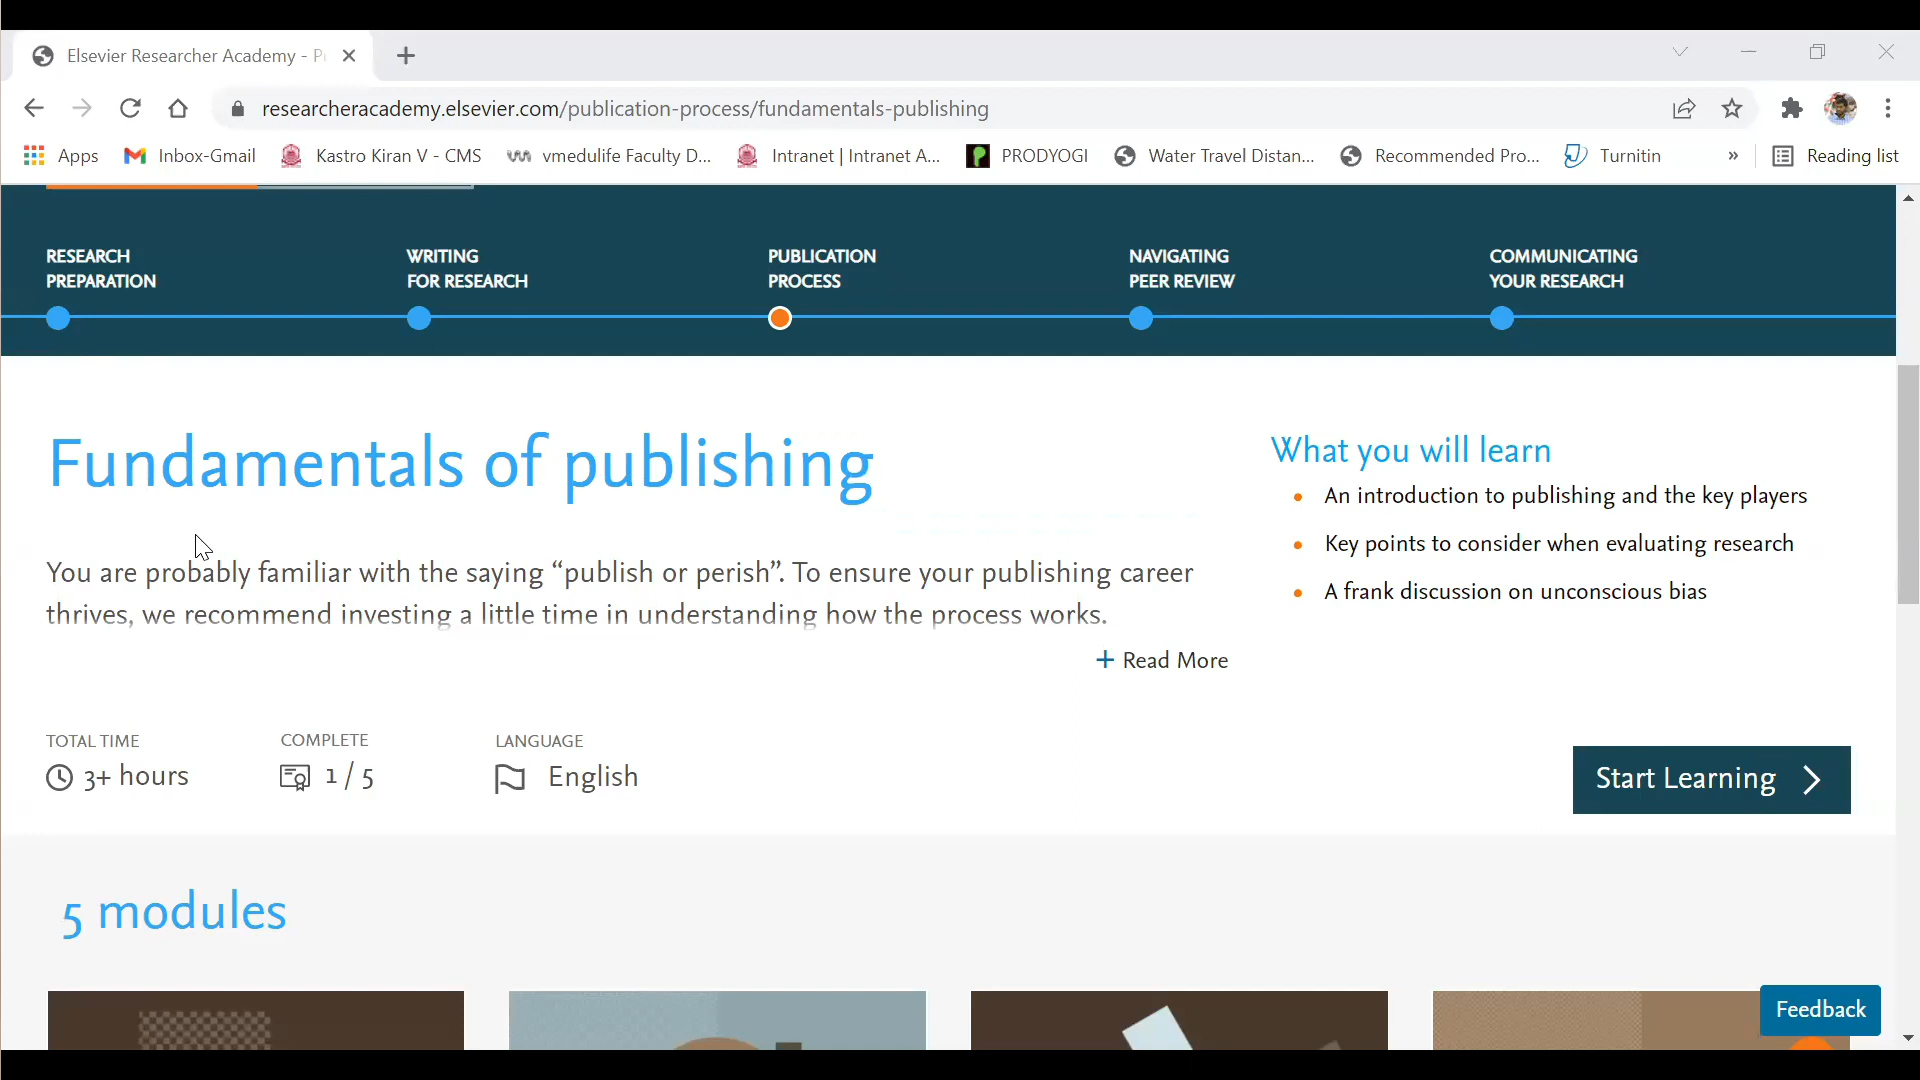 Elsevier Researcher Academy - P
researcheracademy.elsevier.com/publication-process/fundamentals-publishing
Apps
Inbox-Gmail
Kastro Kiran V - CMS
vmedulife Faculty D...
Intranet | Intranet A...
PRODYOGI
Water Travel Distan...
Recommended Pro...
Turnitin
»
Reading list
RESEARCH
PREPARATION
WRITING
FOR RESEARCH
PUBLICATION
PROCESS
NAVIGATING
PEER REVIEW
COMMUNICATING
YOUR RESEARCH
Fundamentals of publishing
You are probably familiar with the saying “publish or perish”. To ensure your publishing career
thrives, we recommend investing a little time in understanding how the process works.
+ Read More
What you will learn
• An introduction to publishing and the key players
• Key points to consider when evaluating research
• A frank discussion on unconscious bias
TOTAL TIME
3+ hours
COMPLETE
1 / 5
LANGUAGE
English
Start Learning
5 modules
Feedback